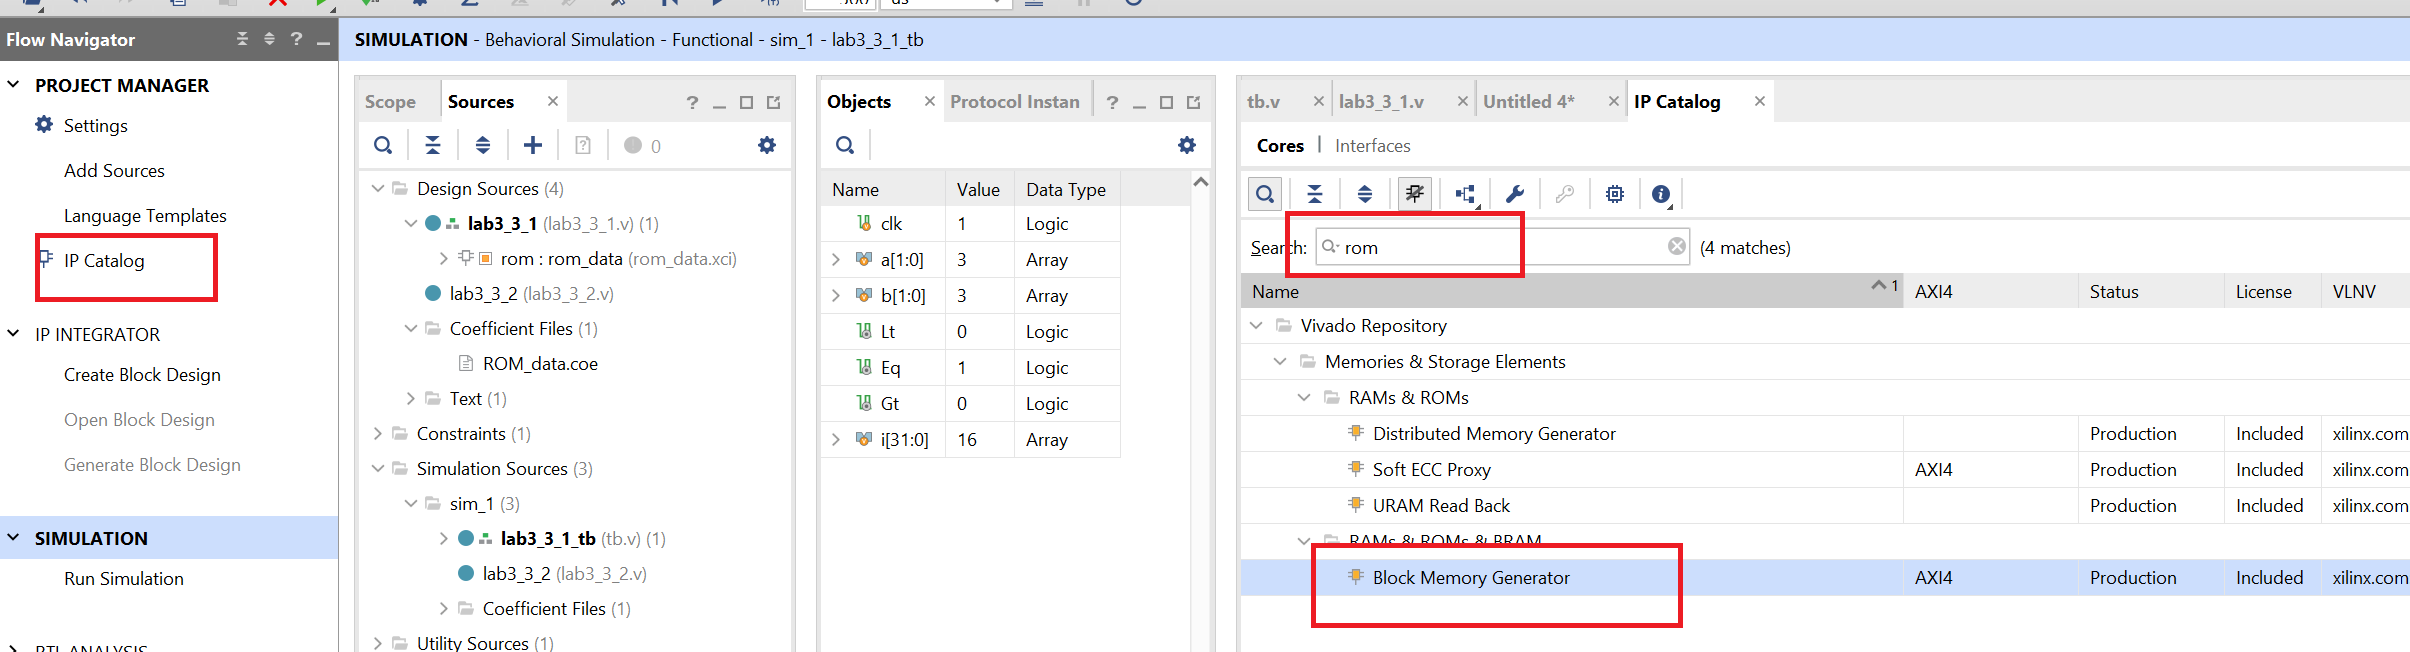 us
Flow Navigator
PROJECT MANAGER
Settings
Add Sources
Language Templates
IP Catalog
IP INTEGRATOR
Create Block Design
Open Block Design
Generate Block Design
SIMULATION
Run Simulation
RTL ANALYSIS
SIMULATION - Behavioral Simulation - Functional - sim_1 - lab3_3_1_tb
Scope Sources
0
Design Sources (4)
lab3_3_1 (lab3_3_1.v) (1)
rom : rom_data (rom_data.xci)
lab3_3_2 (lab3_3_2.v)
Coefficient Files (1)
ROM_data.coe
Text (1)
Constraints (1)
Simulation Sources (3)
sim_1 (3)
lab3_3_1_tb (tb.v) (1)
lab3_3_2 (lab3_3_2.v)
Coefficient Files (1)
Utility Sources (1)
Objects Protocol Instan
Name Value Data Type
clk 1 Logic
a[1:0] 3 Array
b[1:0] 3 Array
Lt 0 Logic
Eq 1 Logic
Gt 0 Logic
i[31:0] 16 Array
tb.v lab3_3_1.v Untitled 4* IP Catalog
Cores | Interfaces
Search: rom (4 matches)
Name 1 AXI4 Status License VLNV
Vivado Repository
Memories & Storage Elements
RAMs & ROMs
Distributed Memory Generator Production Included xilinx.com
Soft ECC Proxy AXI4 Production Included xilinx.com
URAM Read Back Production Included xilinx.com
RAMs & ROMs & BRAM
Block Memory Generator AXI4 Production Included xilinx.com